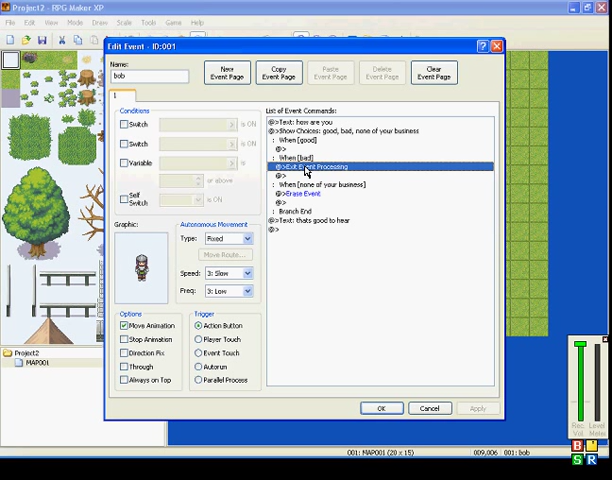 Project2 - RPG Maker XP
File Edit View Mode Draw Scale Tools Game Help
Edit Event - ID:001
Name:
bob
New Event Page
Copy Event Page
Paste Event Page
Delete Event Page
Clear Event Page
1
Conditions
Switch is ON
Switch is ON
Variable is
or above
Self Switch is ON
Graphic:
Autonomous Movement
Type: Fixed
Move Route...
Speed: 3: Slow
Freq: 3: Low
Options
Move Animation
Stop Animation
Direction Fix
Through
Always on Top
Trigger
Action Button
Player Touch
Event Touch
Autorun
Parallel Process
List of Event Commands:
@>Text: how are you
@>Show Choices: good, bad, none of your business
: When [good]
@>
: When [bad]
@>Exit Event Processing
@>
: When [none of your business]
@>Erase Event
@>
: Branch End
@>Text: thats good to hear
@>
OK
Cancel
Apply
Project2
MAP001
Rec. Vol
Level Meter
B
S R
001: MAP001 (20 x 15)
009,006
001: bob